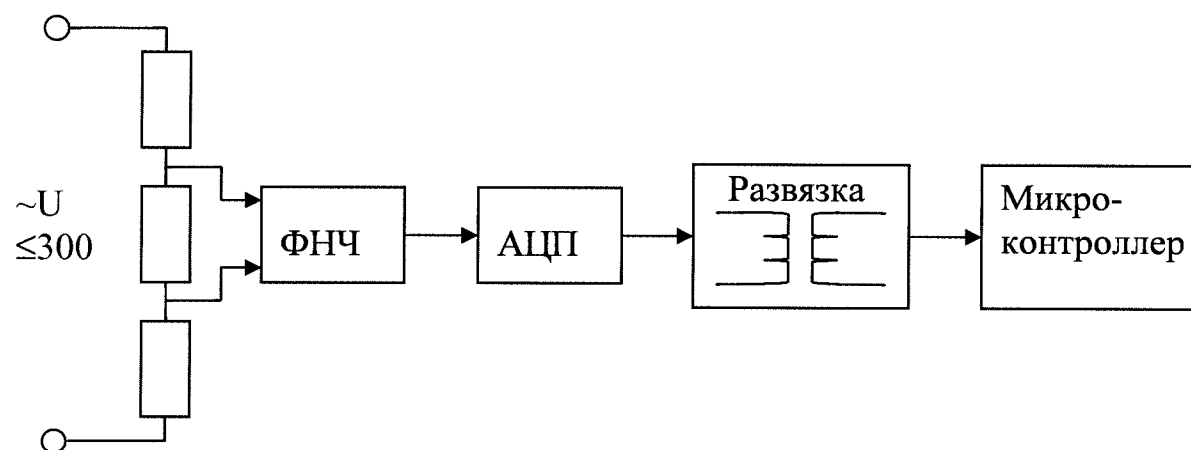 ~U
≤300
ФНЧ
АЦП
Развязка
Микро-
контроллер